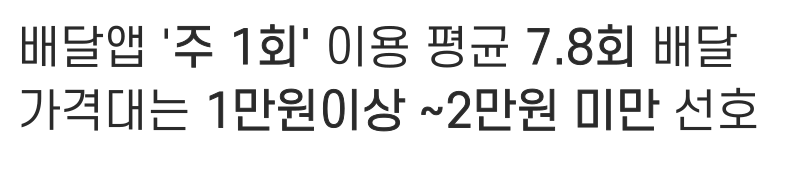 배달앱 '주 1회' 이용 평균 7.8회 배달
가격대는 1만원이상 ~2만원 미만 선호